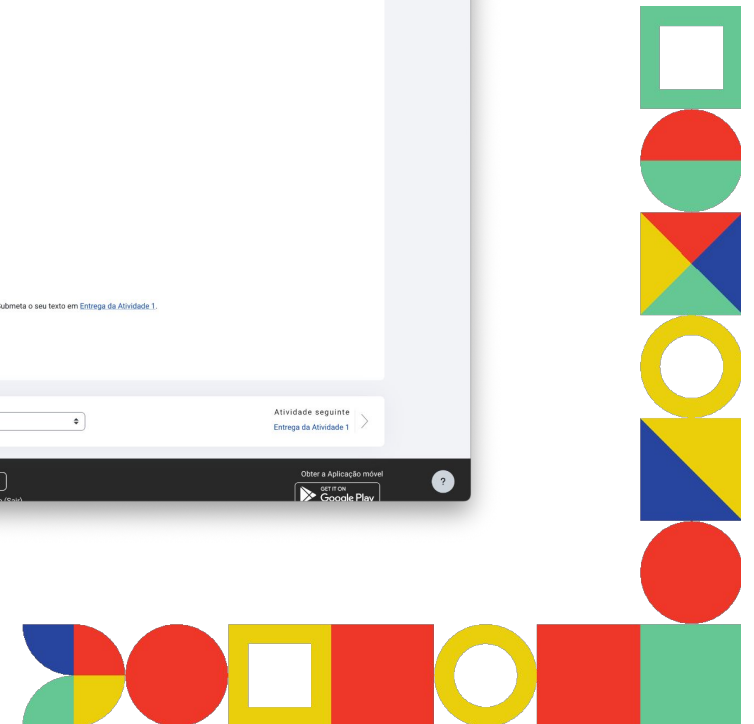 ubmeta o seu texto em Entrega da Atividade 1.
Atividade seguinte
Entrega da Atividade 1
Obter a Aplicação móvel
?
GET IT ON
Google Play
(Sair)